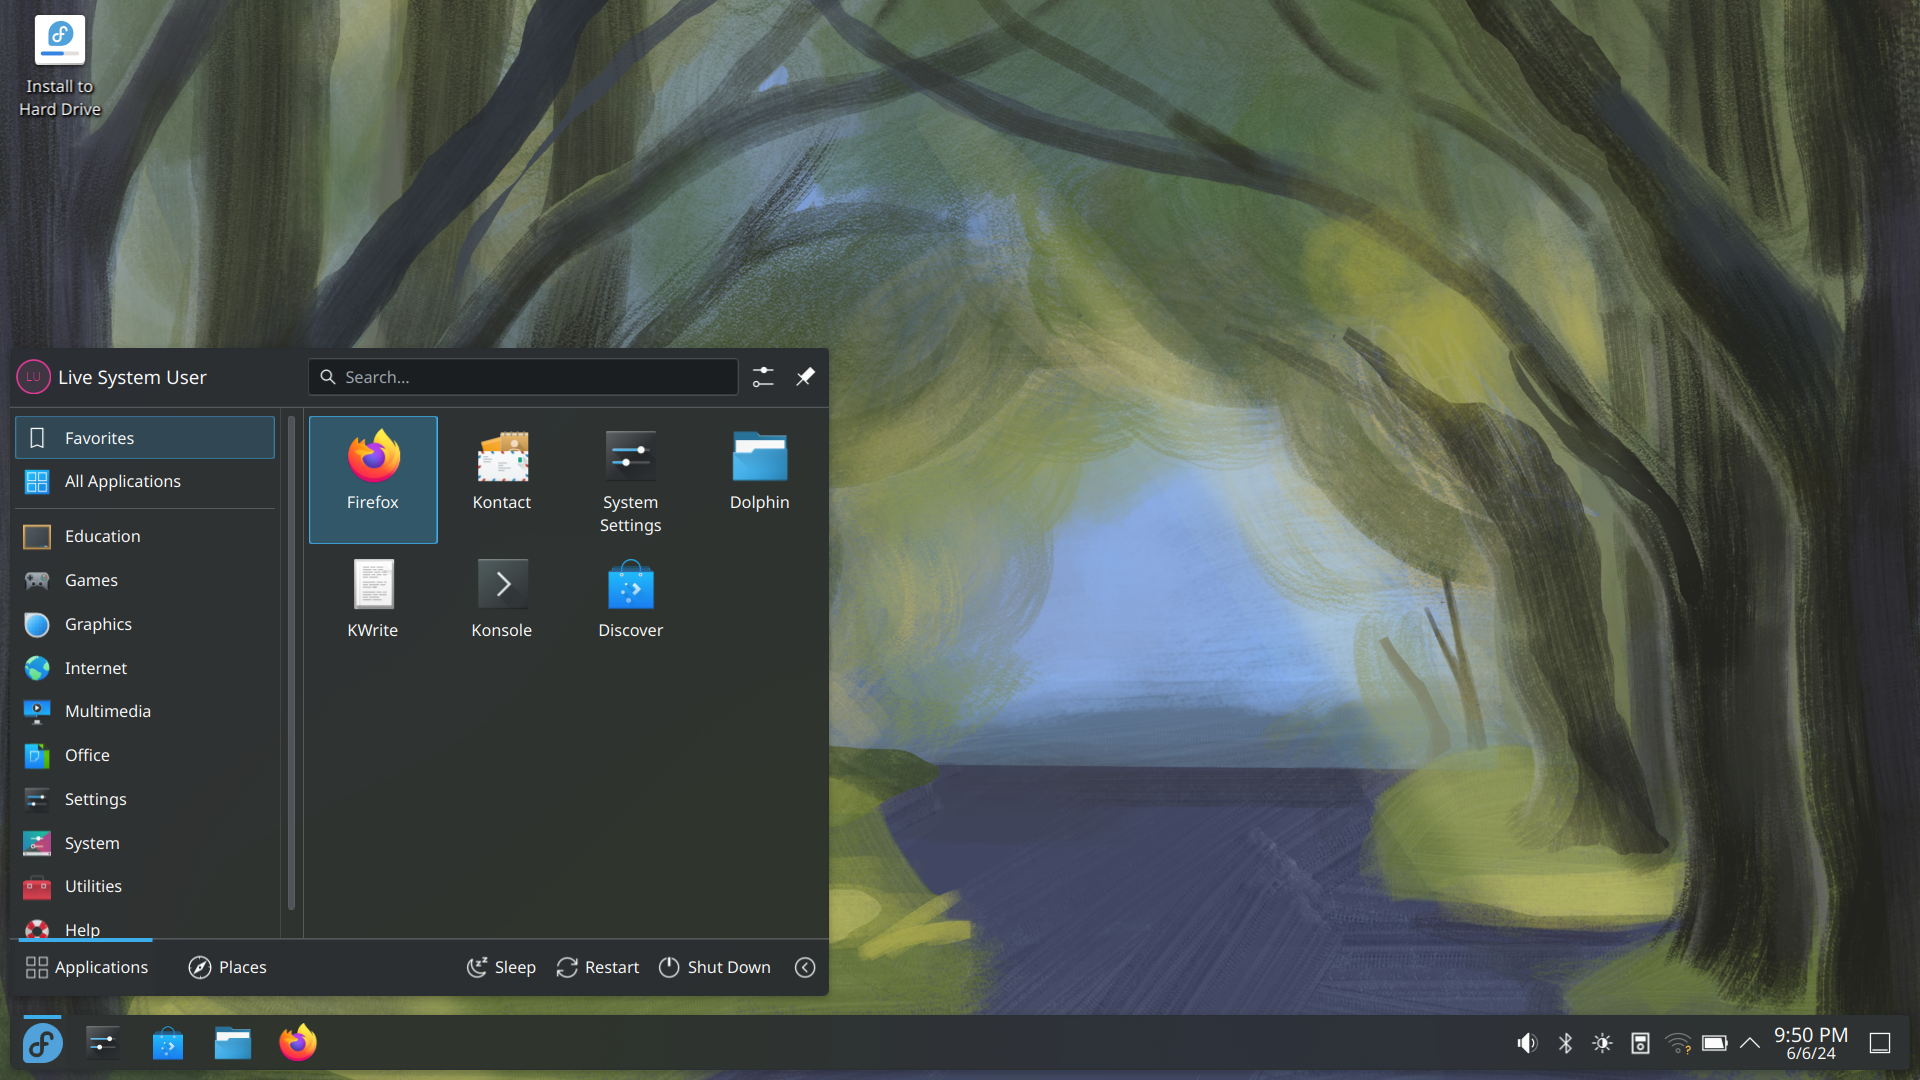 Install to
Hard Drive
LU
Live System User
Search...
Favorites
All Applications
Education
Games
Graphics
Internet
Multimedia
Office
Settings
System
Utilities
Help
Firefox
Kontact
System
Settings
Dolphin
KWrite
Konsole
Discover
Applications
Places
Sleep
Restart
Shut Down
9:50 PM
6/6/24